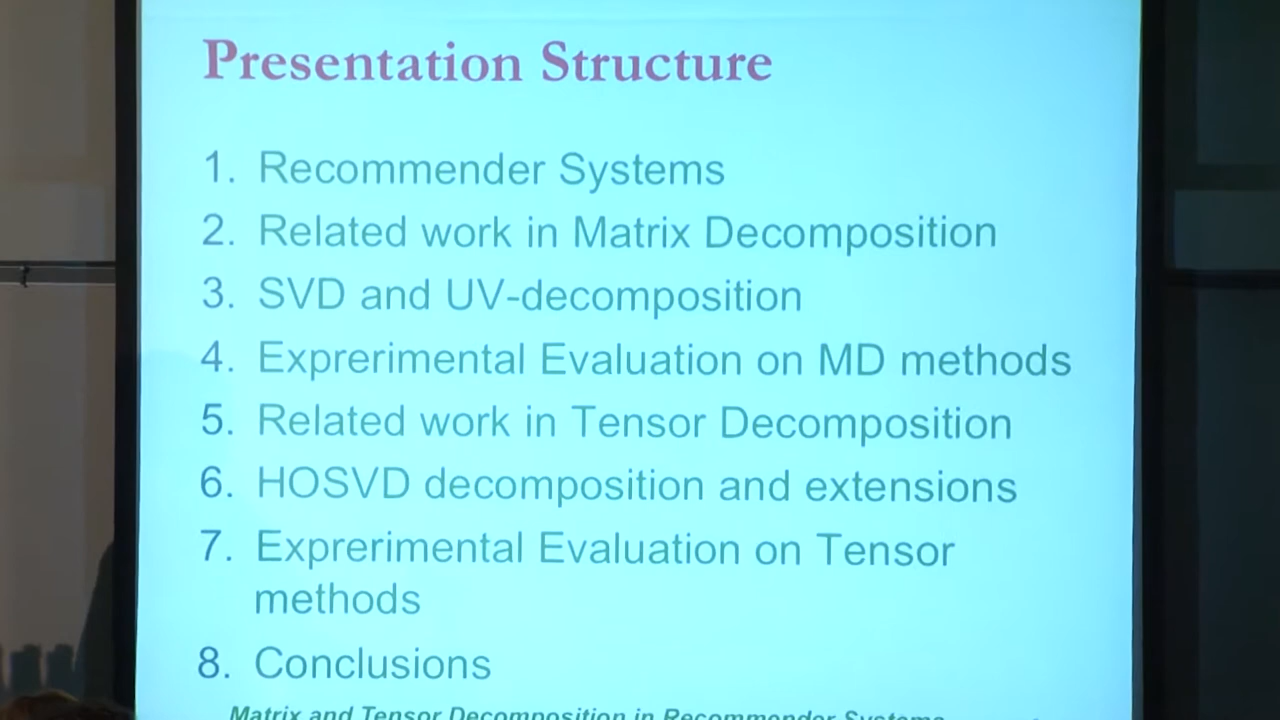 Presentation Structure
1. Recommender Systems
2. Related work in Matrix Decomposition
3. SVD and UV-decomposition
4. Exprerimental Evaluation on MD methods
5. Related work in Tensor Decomposition
6. HOSVD decomposition and extensions
7. Exprerimental Evaluation on Tensor
methods
8. Conclusions
Matrix and Tensor Decomposition in Recommender Systems